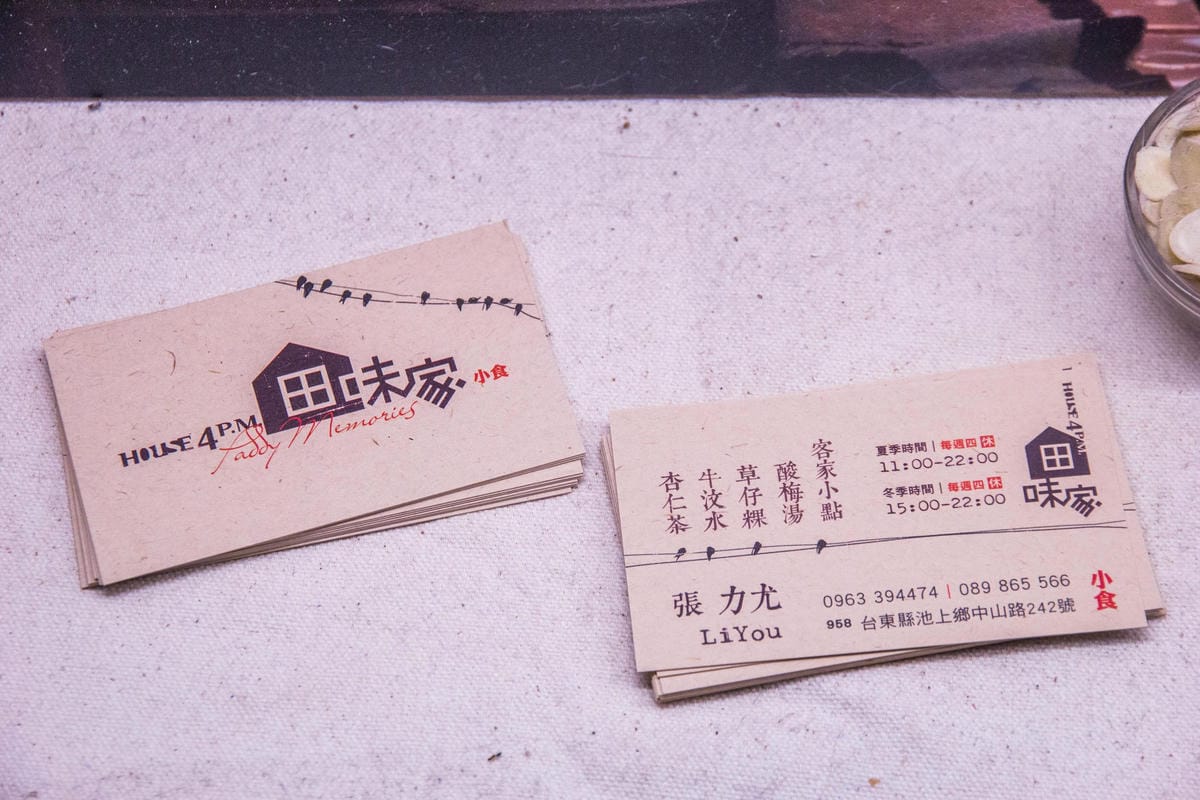 HOUSE 4 P.M.
田味家 小食
Paddy Memories
客家小點
酸梅湯
草仔粿
牛汶水
杏仁茶
夏季時間 | 每週四 休
11:00-22:00
冬季時間 | 每週四 休
15:00-22:00
HOUSE 4 P.M.
田味家
小食
張 力尤
LiYou
0963 394474 | 089 865 566
958 台東縣池上鄉中山路242號